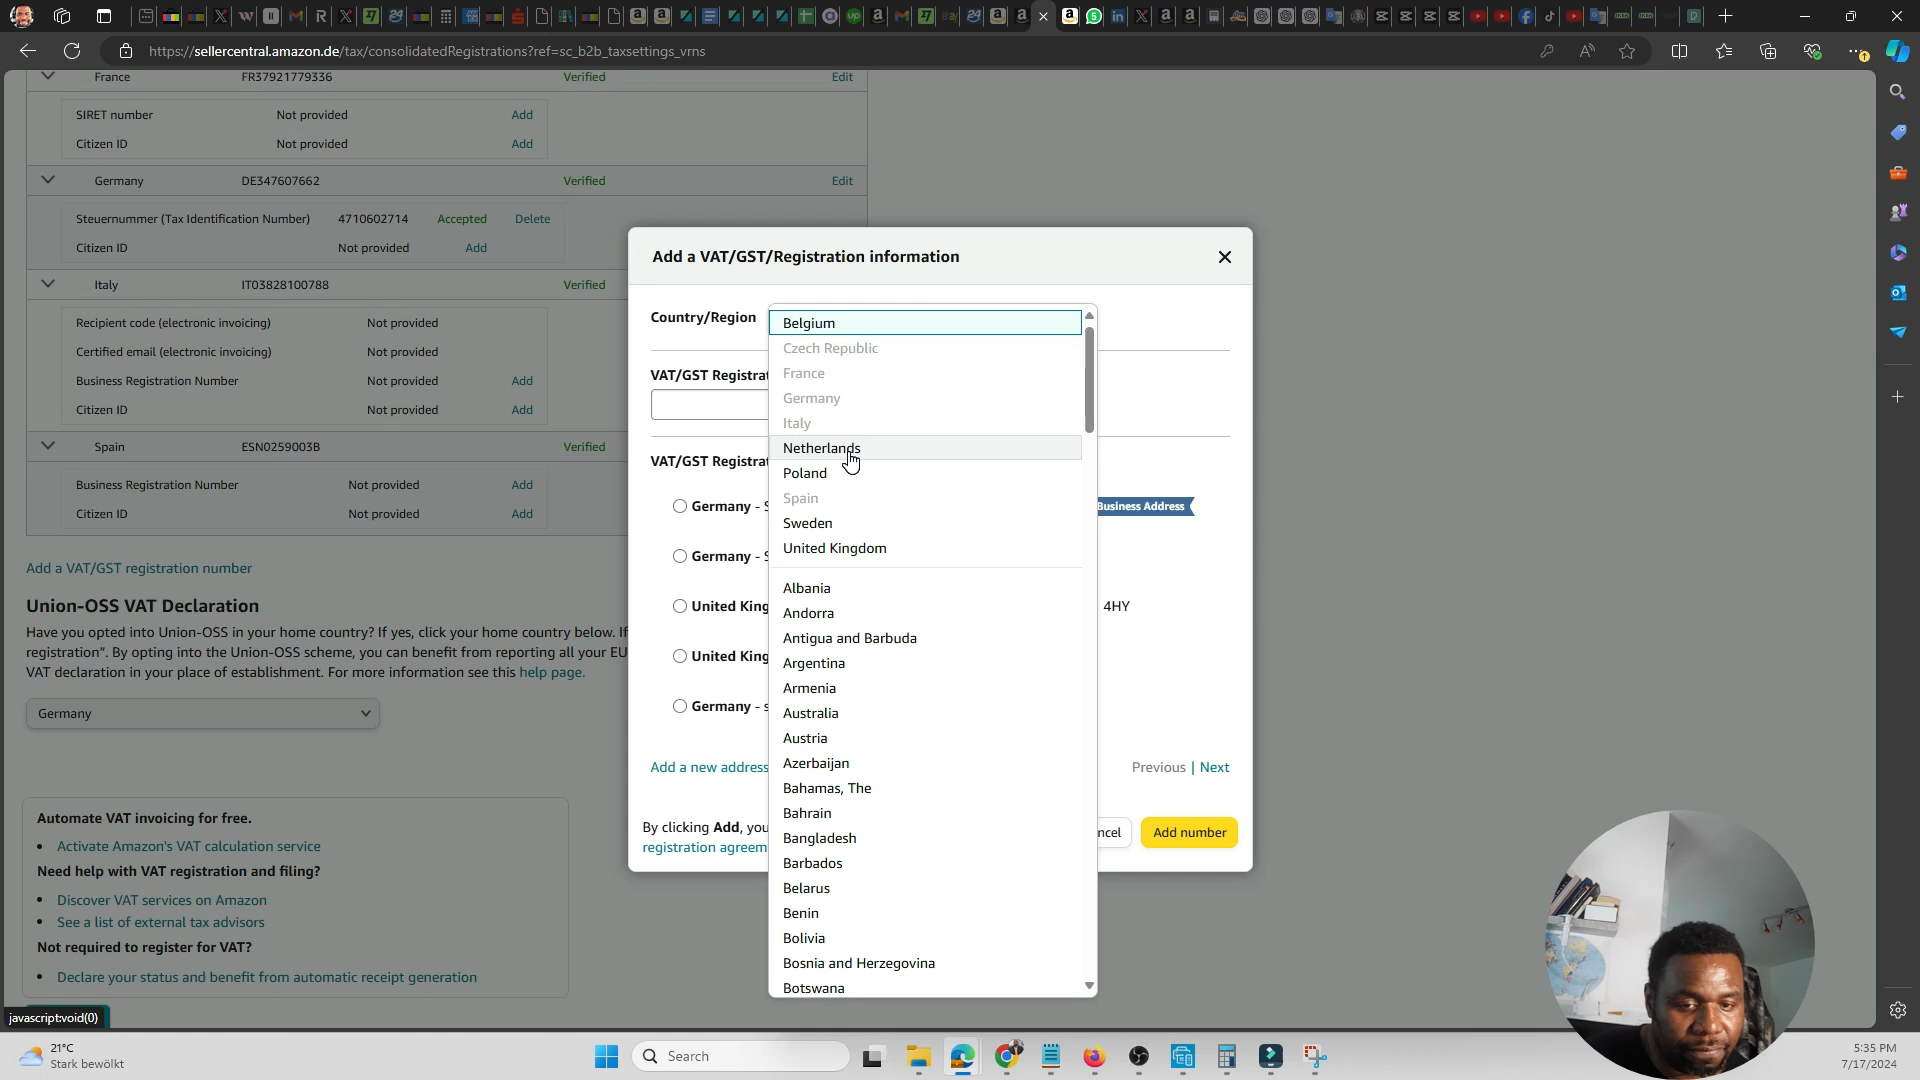 https://sellercentral.amazon.de/tax/consolidatedRegistrations?ref=sc_b2b_taxsettings_vrns
France FR37921779336 Verified Edit
SIRET number Not provided Add
Citizen ID Not provided Add
Germany DE347607662 Verified Edit
Steuernummer (Tax Identification Number) 4710602714 Accepted Delete
Citizen ID Not provided Add
Italy IT03828100788 Verified
Recipient code (electronic invoicing) Not provided
Certified email (electronic invoicing) Not provided
Business Registration Number Not provided Add
Citizen ID Not provided Add
Spain ESN0259003B Verified
Business Registration Number Not provided Add
Citizen ID Not provided Add
Add a VAT/GST registration number
Union-OSS VAT Declaration
Have you opted into Union-OSS in your home country? If yes, click your home country below. If
registration". By opting into the Union-OSS scheme, you can benefit from reporting all your EU
VAT declaration in your place of establishment. For more information see this help page.
Germany
Automate VAT invoicing for free.
• Activate Amazon's VAT calculation service
Need help with VAT registration and filing?
• Discover VAT services on Amazon
• See a list of external tax advisors
Not required to register for VAT?
• Declare your status and benefit from automatic receipt generation
javascript:void(0)
Add a VAT/GST/Registration information
Country/Region
VAT/GST Registrat
VAT/GST Registrat
Germany - S
Business Address
Germany - S
United King
4HY
United King
Germany - s
Add a new address
Previous | Next
By clicking Add, you
registration agreem
ncel
Add number
Belgium
Czech Republic
France
Germany
Italy
Netherlands
Poland
Spain
Sweden
United Kingdom
Albania
Andorra
Antigua and Barbuda
Argentina
Armenia
Australia
Austria
Azerbaijan
Bahamas, The
Bahrain
Bangladesh
Barbados
Belarus
Benin
Bolivia
Bosnia and Herzegovina
Botswana
21°C
Stark bewölkt
Search
5:35 PM
7/17/2024